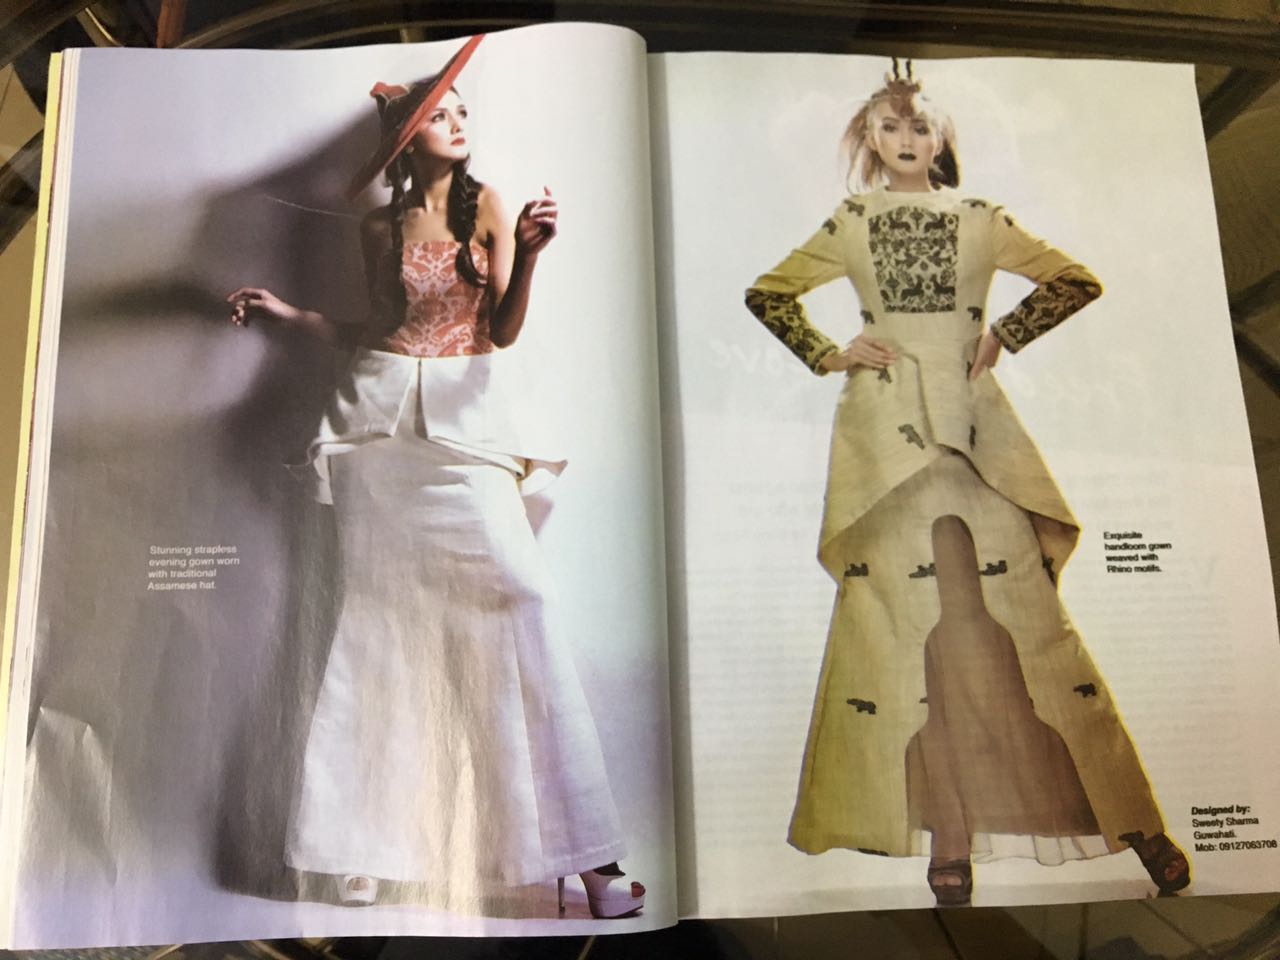 Stunning strapless
evening gown worn
with traditional
Assamese hat.
Exquisite
handloom gown
weaved with
Rhino motifs.
Designed by:
Sweety Sharma
Guwahati.
Mob: 09127063708